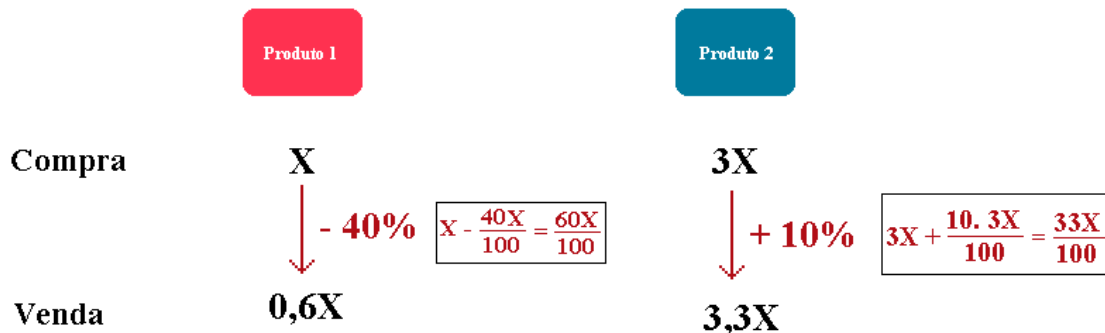 Produto 1 Produto 2
Compra X 3X
- 40% X - 40X/100 = 60X/100 + 10% 3X + 10. 3X/100 = 33X/100
Venda 0,6X 3,3X